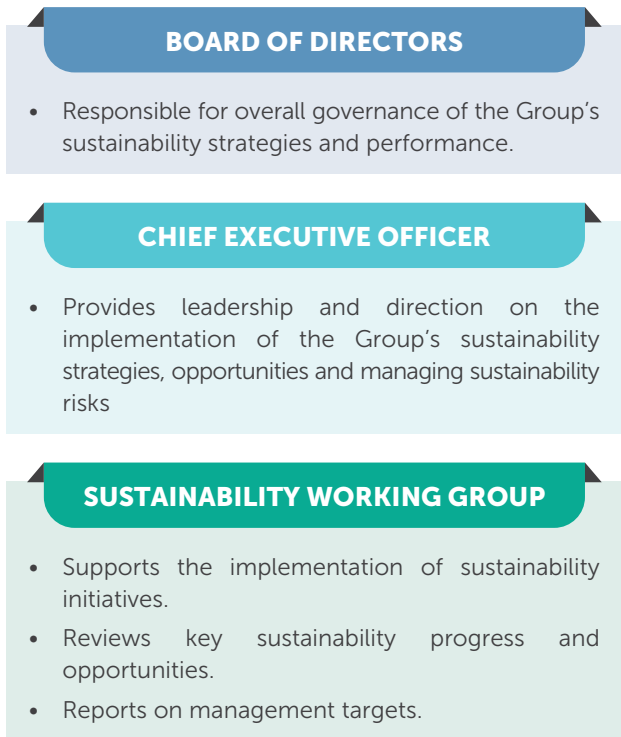 BOARD OF DIRECTORS
• Responsible for overall governance of the Group’s
sustainability strategies and performance.
CHIEF EXECUTIVE OFFICER
• Provides leadership and direction on the
implementation of the Group’s sustainability
strategies, opportunities and managing sustainability
risks
SUSTAINABILITY WORKING GROUP
• Supports the implementation of sustainability
initiatives.
• Reviews key sustainability progress and
opportunities.
• Reports on management targets.